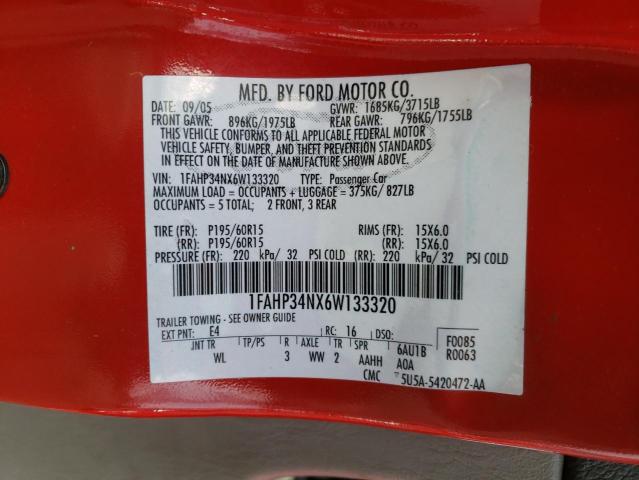 MFD. BY FORD MOTOR CO.
DATE: 09/05 GVWR: 1685KG/3715LB
FRONT GAWR: 896KG/1975LB REAR GAWR: 796KG/1755LB
THIS VEHICLE CONFORMS TO ALL APPLICABLE FEDERAL MOTOR
VEHICLE SAFETY, BUMPER, AND THEFT PREVENTION STANDARDS
IN EFFECT ON THE DATE OF MANUFACTURE SHOWN ABOVE.
VIN: 1FAHP34NX6W133320 TYPE: Passenger Car
MAXIMUM LOAD = OCCUPANTS + LUGGAGE = 375KG/ 827LB
OCCUPANTS = 5 TOTAL; 2 FRONT, 3 REAR
TIRE (FR): P195/60R15 RIMS (FR): 15X6.0
(RR): P195/60R15 (RR): 15X6.0
PRESSURE (FR): 220 kPa/ 32 PSI COLD (RR): 220 kPa/ 32 PSI COLD
1FAHP34NX6W133320
TRAILER TOWING - SEE OWNER GUIDE
EXT PNT: E4 RC: 16 DSO: F0085
INT TR TP/PS R AXLE TR SPR 6AU1B R0063
WL 3 WW 2 AAHH A0A
CMC 5U5A-5420472-AA